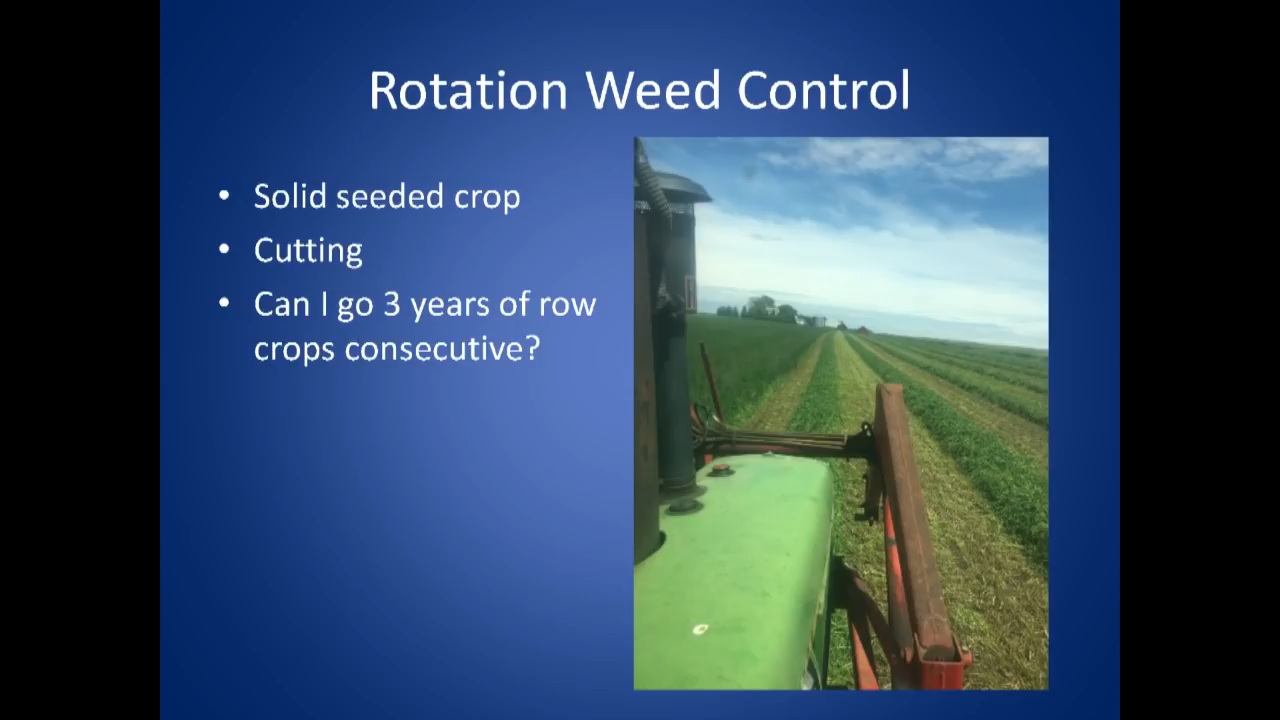 Rotation Weed Control
• Solid seeded crop
• Cutting
• Can I go 3 years of row
crops consecutive?